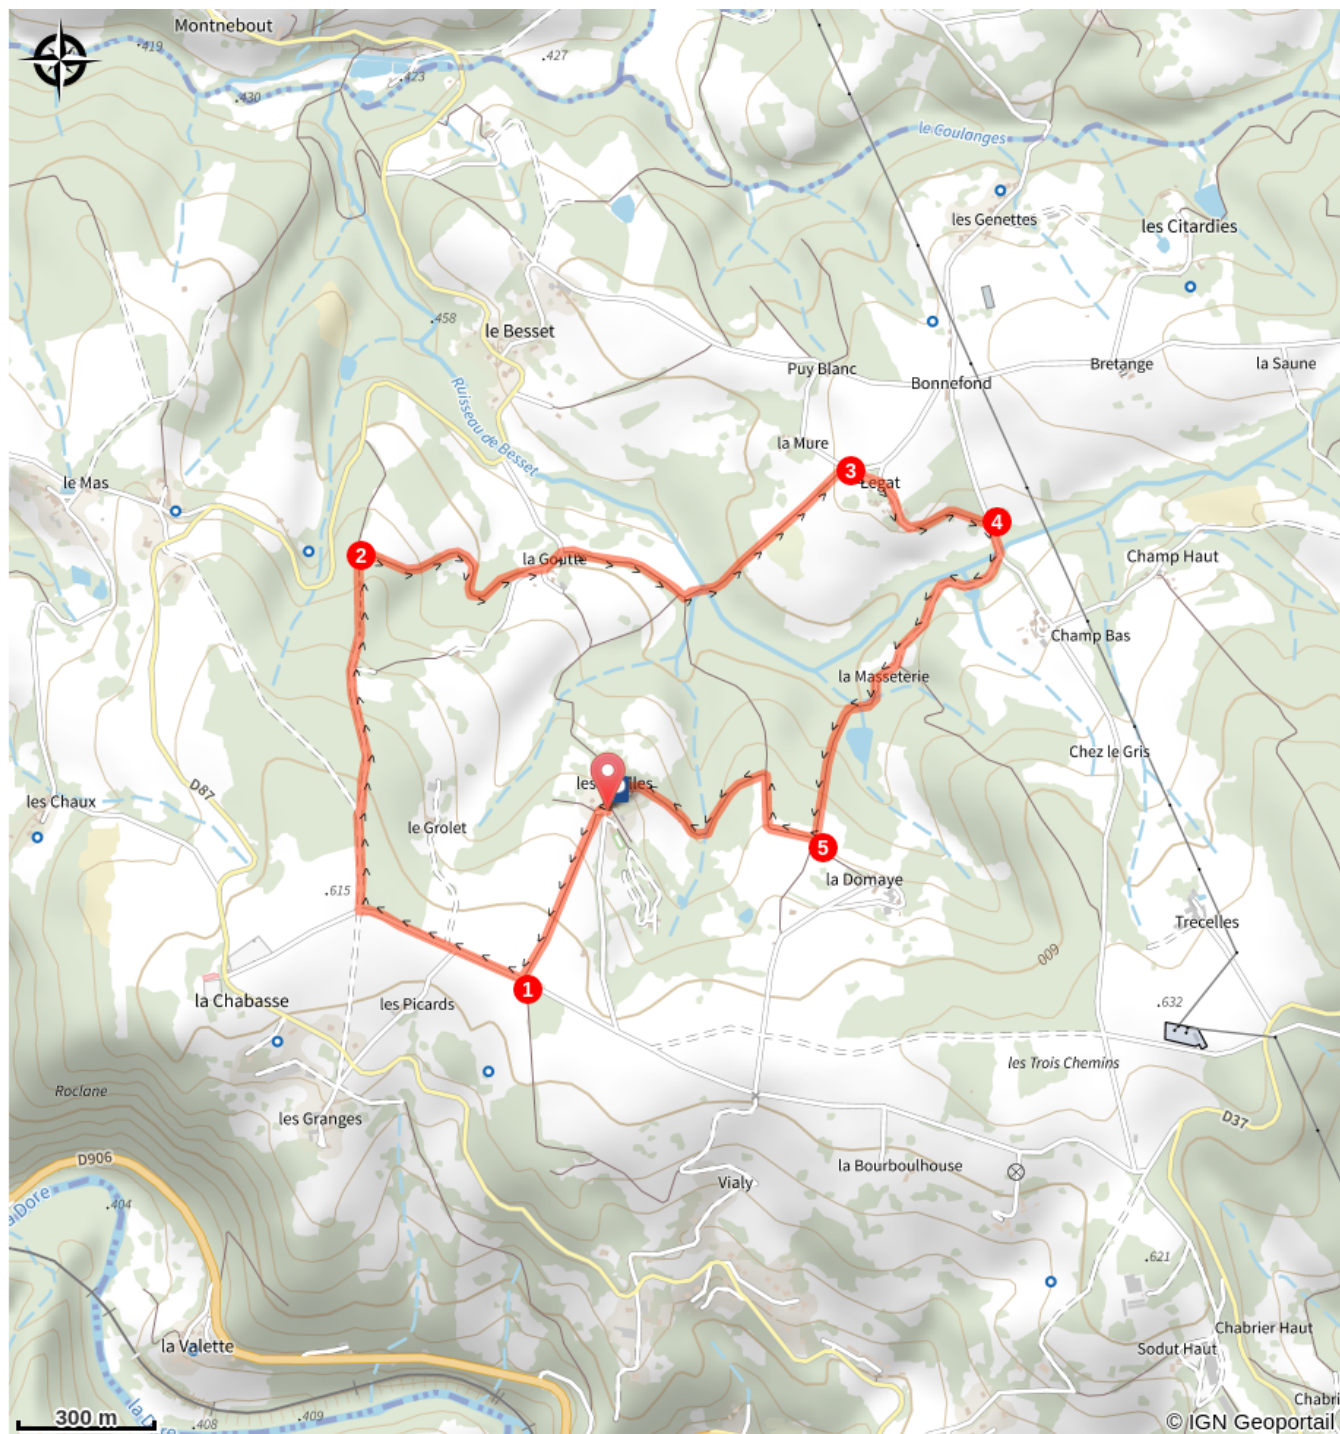 Montnebout
419
427
423
430
le Coulanges
les Genettes
les Citardies
458
le Besset
Puy Blanc
Bretange
la Saune
Bonnefond
Ruisseau de Besset
la Mure
3
Legat
le Mas
4
2
la Goutte
Champ Haut
Champ Bas
la Masseterie
Chez le Gris
D87
les Chaux
le Grolet
5
la Domaye
615
Trecelles
600
1
la Chabasse
les Picards
632
les Trois Chemins
Roclane
les Granges
D37
D906
la Bourboulhouse
Vialy
la Dore
404
621
la Valette
Chabrier Haut
Sodut Haut
300 m
408
409
© IGN Geoportail